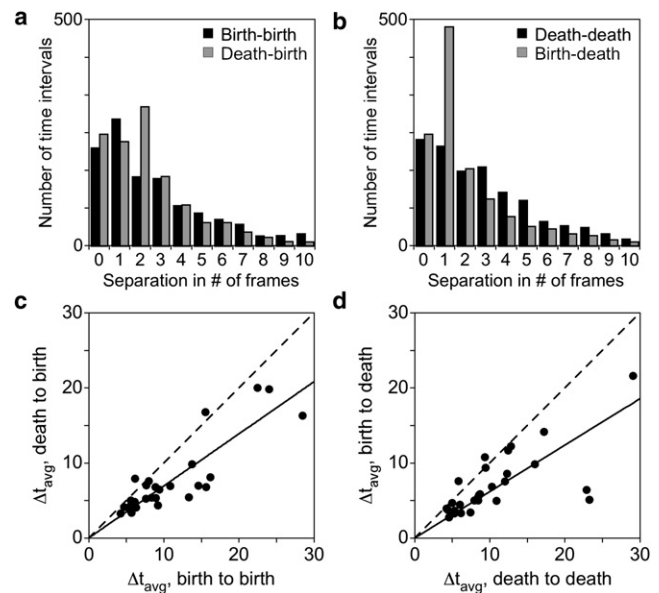 a
500
Birth-birth
Death-birth
Number of time intervals
0
0 1 2 3 4 5 6 7 8 9 10
Separation in # of frames
b
500
Death-death
Birth-death
Number of time intervals
0
0 1 2 3 4 5 6 7 8 9 10
Separation in # of frames
c
30
20
10
0
Δtavg, death to birth
0 10 20 30
Δtavg, birth to birth
d
30
20
10
0
Δtavg, birth to death
0 10 20 30
Δtavg, death to death